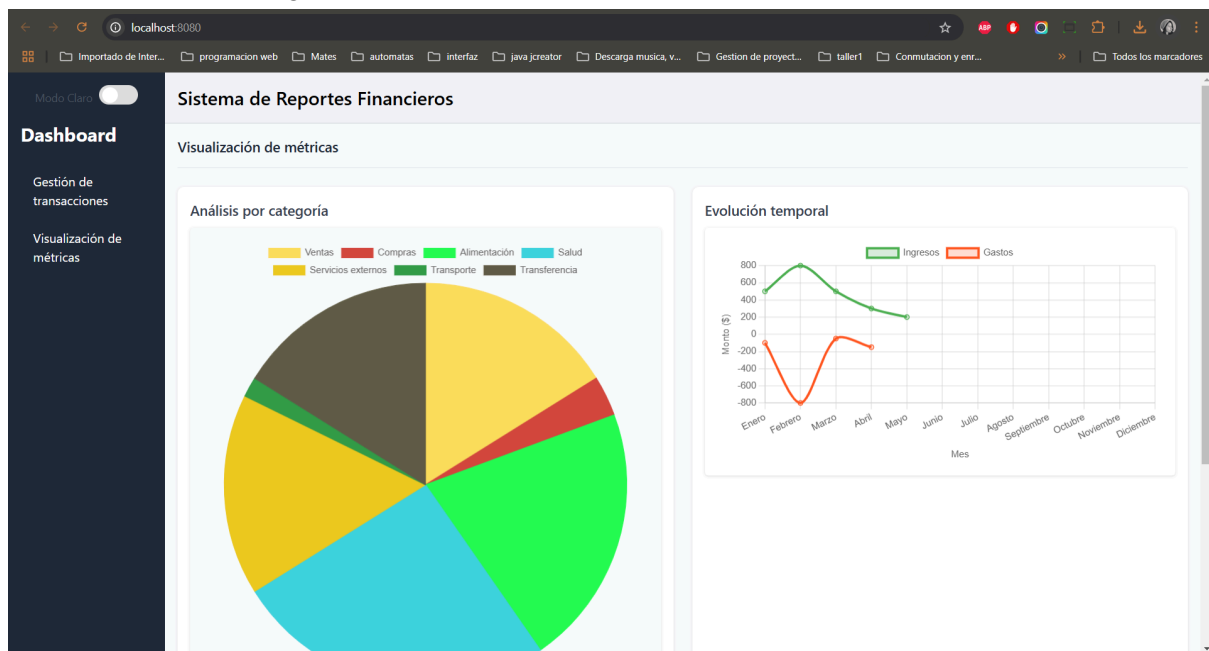 localhost:8080
ABP
Importado de Inter... programacion web Mates automatas interfaz java jcreator Descarga musica, v... Gestion de proyect... taller1 Conmutacion y enr... » Todos los marcadores
Modo Claro
Dashboard
Gestión de
transacciones
Visualización de
métricas
Sistema de Reportes Financieros
Visualización de métricas
Análisis por categoría
Ventas Compras Alimentación Salud
Servicios externos Transporte Transferencia
Evolución temporal
Ingresos Gastos
800
600
400
200
0
-200
-400
-600
-800
Monto ($)
Enero Febrero Marzo Abril Mayo Junio Julio Agosto Septiembre Octubre Noviembre Diciembre
Mes